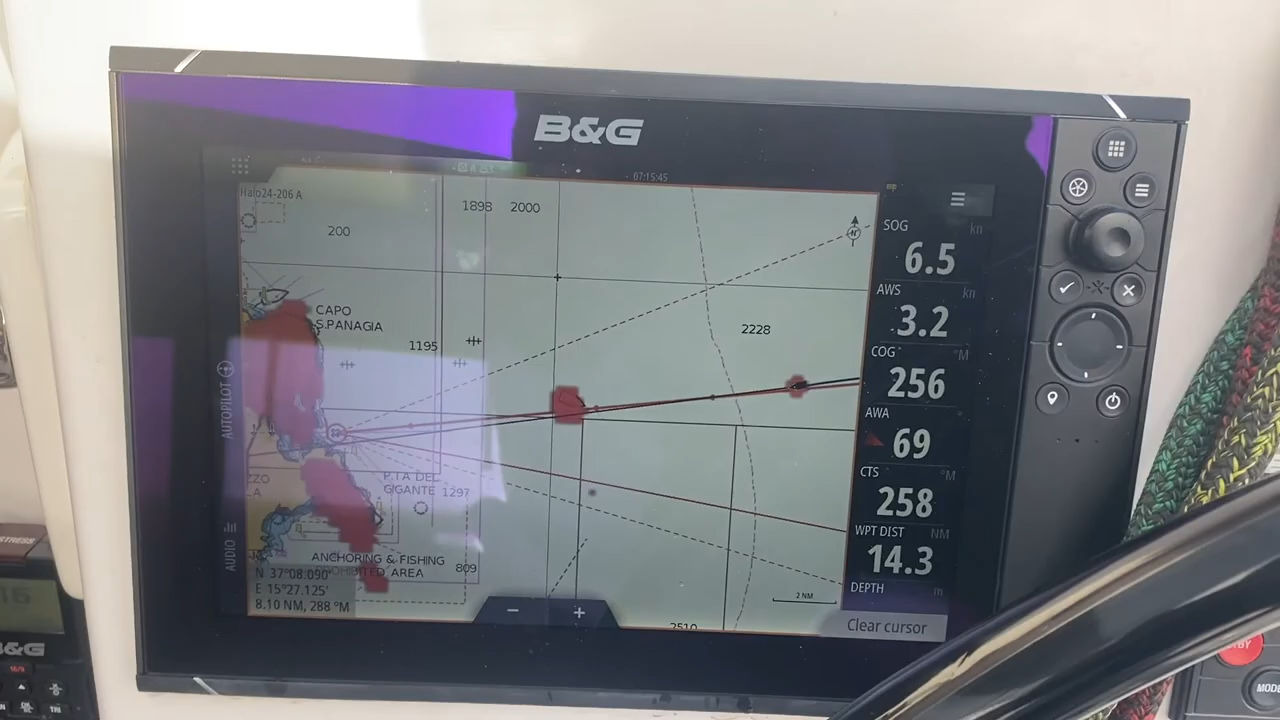 B&G
07:15:45
Halo24-206 A
1898 2000
200
SOG kn
6.5
AWS kn
3.2
CAPO
S.PANAGIA
1195
2228
COG °M
256
AWA
69
AUTOPILOT
CTS °M
258
P.TA DEL
GIGANTE 1297
WPT DIST NM
14.3
ANCHORING & FISHING
PROHIBITED AREA
809
AUDIO
DEPTH m
N 37°08.090'
E 15°27.125'
8.10 NM, 288 °M
− +
2 NM
2510
Clear cursor
B&G
16/9
MODE